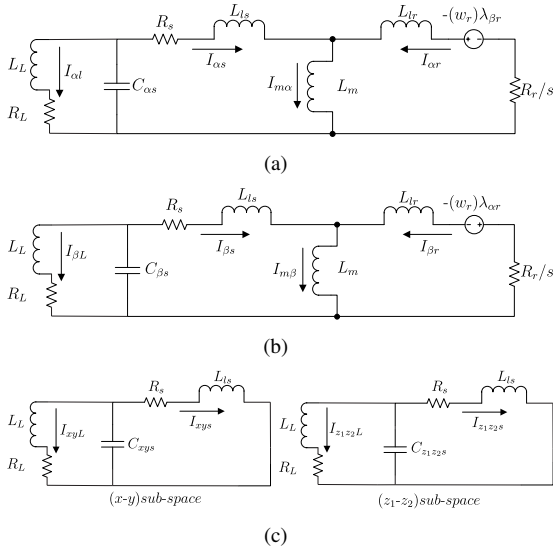 L_{ls} L_{lr} -(w_r)λ_{βr}
R_s
L_L I_{αl} C_{αs} I_{αs} I_{mα} L_m I_{αr} R_r/s
R_L
(a)
L_{ls} L_{lr} -(w_r)λ_{αr}
R_s
L_L I_{βL} C_{βs} I_{βs} I_{mβ} L_m I_{βr} R_r/s
R_L
(b)
R_s L_{ls} R_s L_{ls}
L_L I_{xyL} C_{xys} I_{xys} L_L I_{z_1z_2L} C_{z_1z_2s} I_{z_1z_2s}
R_L R_L
(x-y)sub-space (z_1-z_2)sub-space
(c)